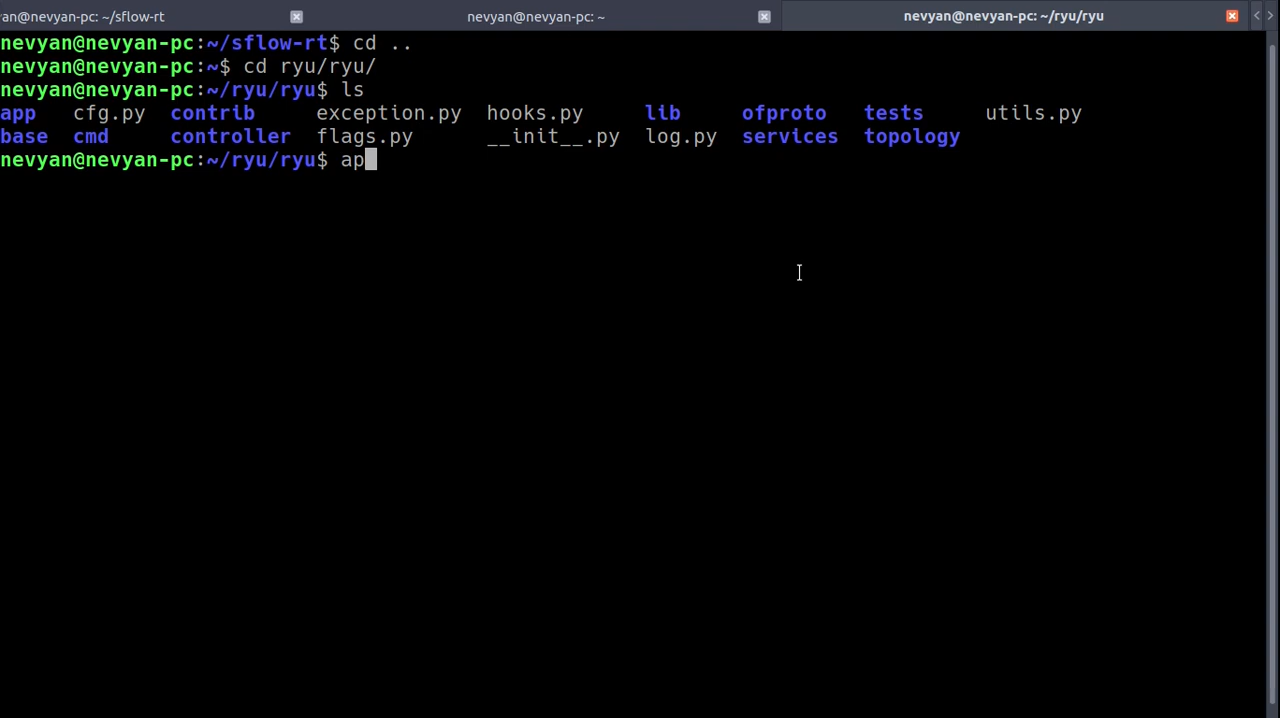 an@nevyan-pc: ~/sflow-rt nevyan@nevyan-pc: ~ nevyan@nevyan-pc: ~/ryu/ryu
nevyan@nevyan-pc:~/sflow-rt$ cd ..
nevyan@nevyan-pc:~$ cd ryu/ryu/
nevyan@nevyan-pc:~/ryu/ryu$ ls
app cfg.py contrib exception.py hooks.py lib ofproto tests utils.py
base cmd controller flags.py __init__.py log.py services topology
nevyan@nevyan-pc:~/ryu/ryu$ ap